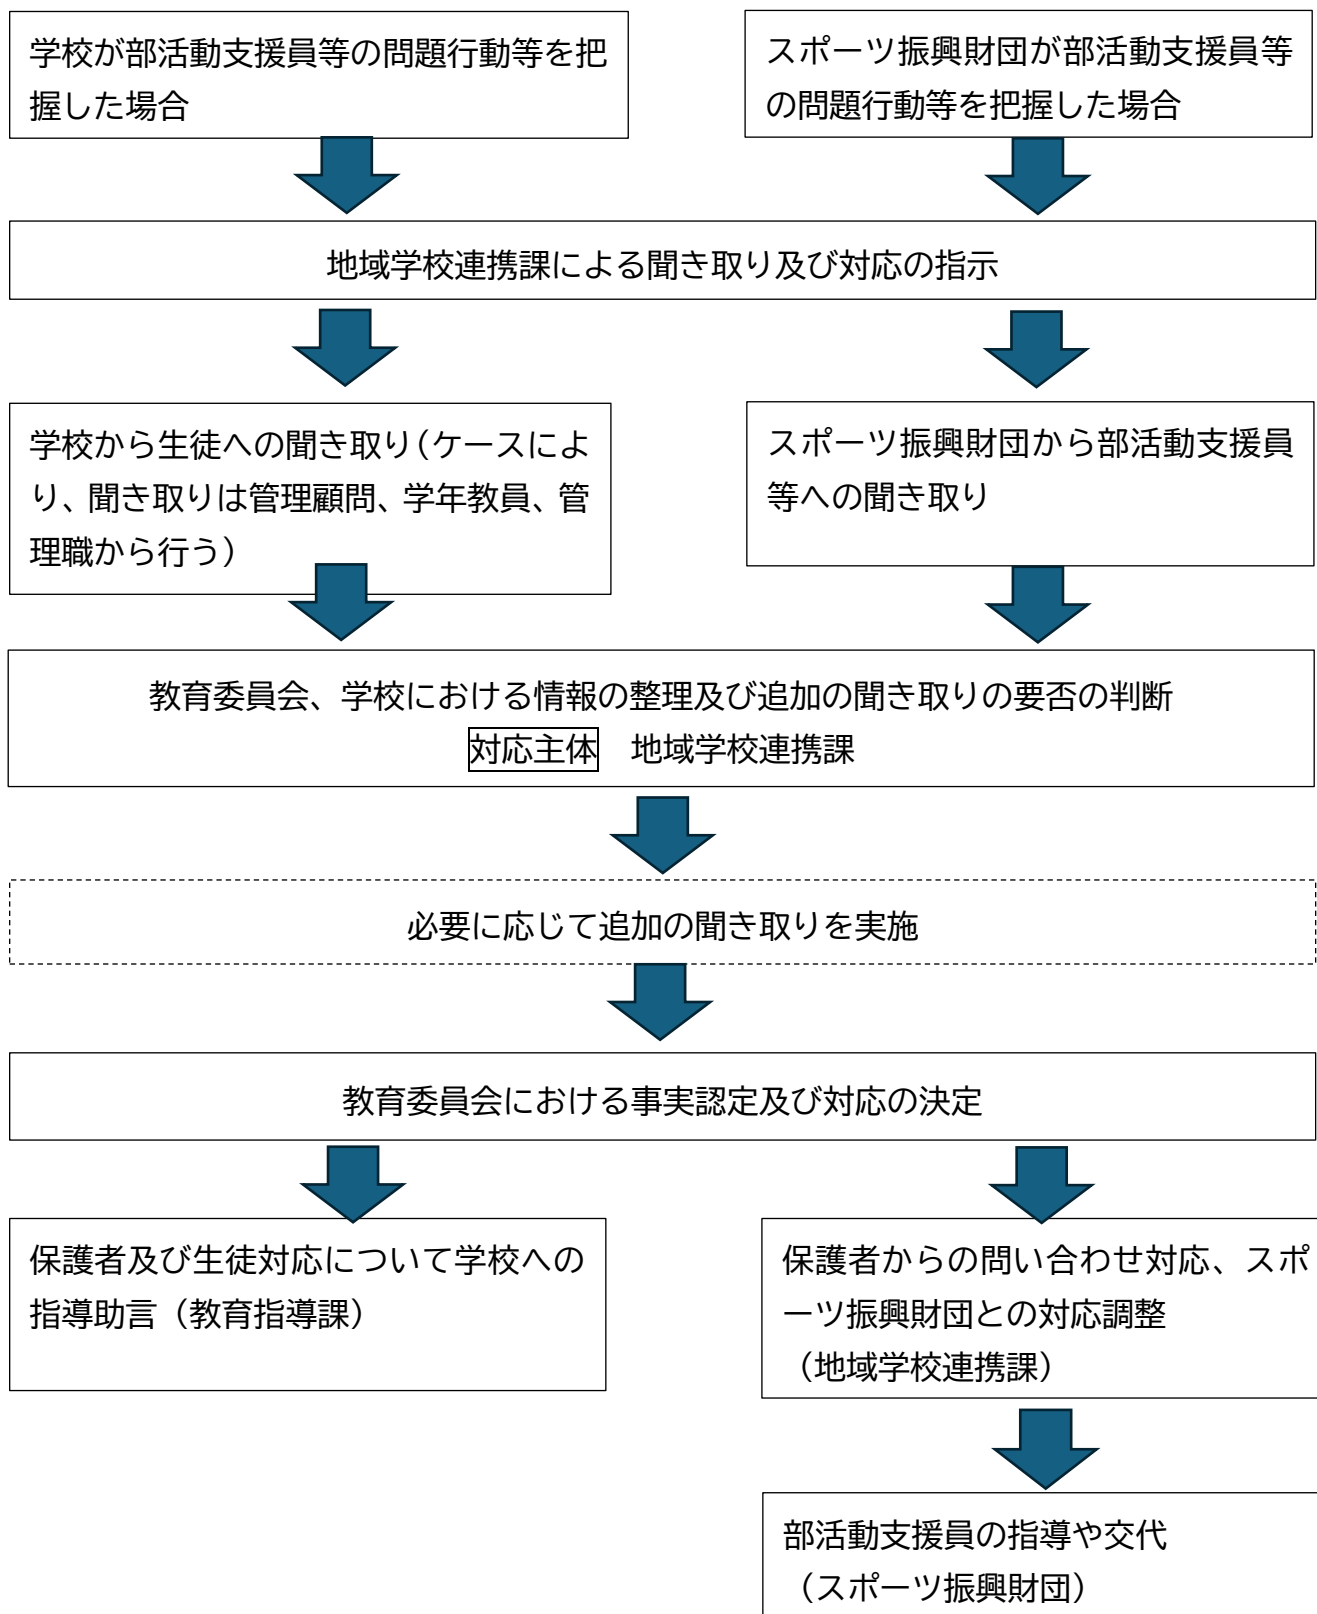 学校が部活動支援員等の問題行動等を把
握した場合
スポーツ振興財団が部活動支援員等
の問題行動等を把握した場合
地域学校連携課による聞き取り及び対応の指示
学校から生徒への聞き取り(ケースによ
り、聞き取りは管理顧問、学年教員、管
理職から行う)
スポーツ振興財団から部活動支援員
等への聞き取り
教育委員会、学校における情報の整理及び追加の聞き取りの要否の判断
対応主体　地域学校連携課
必要に応じて追加の聞き取りを実施
教育委員会における事実認定及び対応の決定
保護者及び生徒対応について学校への
指導助言（教育指導課）
保護者からの問い合わせ対応、スポ
ーツ振興財団との対応調整
（地域学校連携課）
部活動支援員の指導や交代
（スポーツ振興財団）